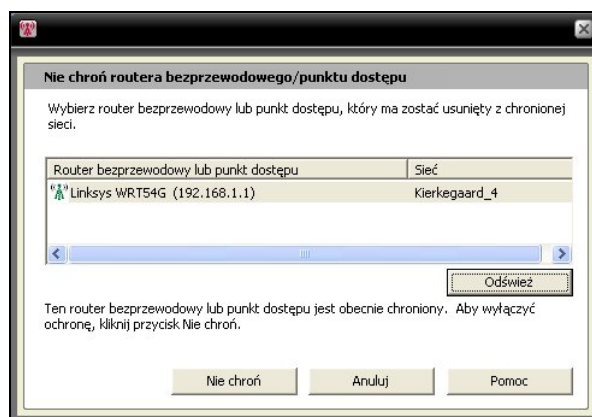 Nie chroń routera bezprzewodowego/punktu dostępu
Wybierz router bezprzewodowy lub punkt dostępu, który ma zostać usunięty z chronionej
sieci.
Router bezprzewodowy lub punkt dostępu Sieć
Linksys WRT54G (192.168.1.1) Kierkegaard_4
Odśwież
Ten router bezprzewodowy lub punkt dostępu jest obecnie chroniony. Aby wyłączyć
ochronę, kliknij przycisk Nie chroń.
Nie chroń Anuluj Pomoc